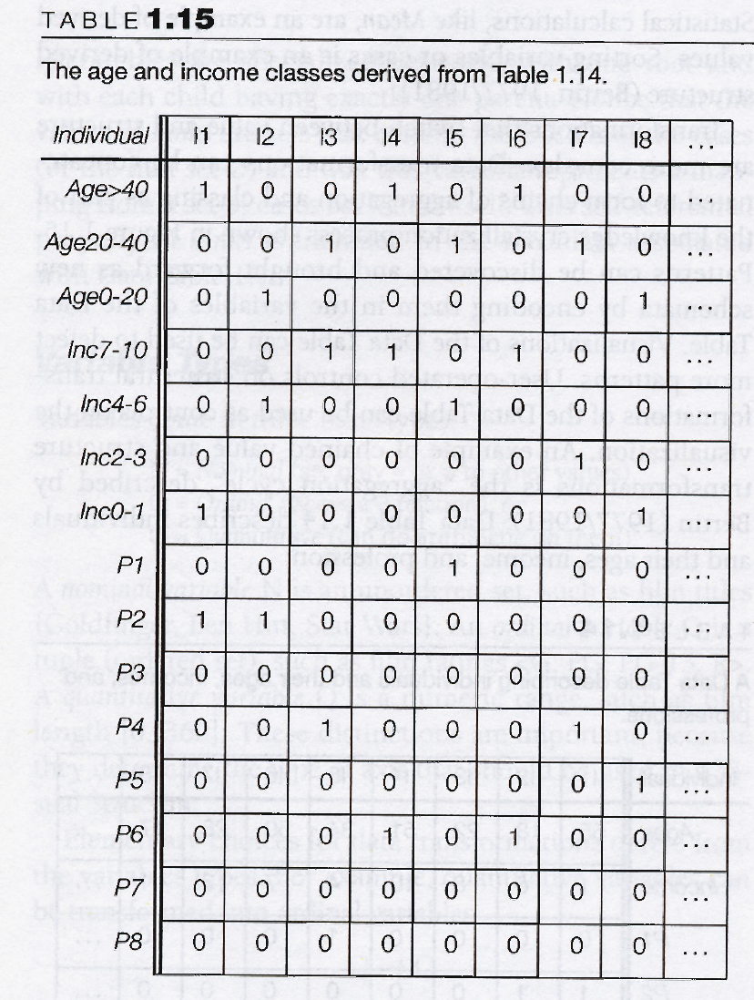 TABLE 1.15
The age and income classes derived from Table 1.14.
Individual I1 I2 I3 I4 I5 I6 I7 I8 ...
Age>40 1 0 0 1 0 1 0 0 ...
Age20-40 0 0 1 0 1 0 1 0 ...
Age0-20 0 1 0 0 0 0 0 1 ...
Inc7-10 0 0 1 1 0 1 0 0 ...
Inc4-6 0 1 0 0 1 0 0 0 ...
Inc2-3 0 0 0 0 0 0 1 0 ...
Inc0-1 1 0 0 0 0 0 0 1 ...
P1 0 0 0 0 1 0 0 0 ...
P2 1 1 0 0 0 0 0 0 ...
P3 0 0 0 0 0 0 0 0 ...
P4 0 0 1 0 0 0 1 0 ...
P5 0 0 0 0 0 0 0 1 ...
P6 0 0 0 1 0 1 0 0 ...
P7 0 0 0 0 0 0 0 0 ...
P8 0 0 0 0 0 0 0 0 ...